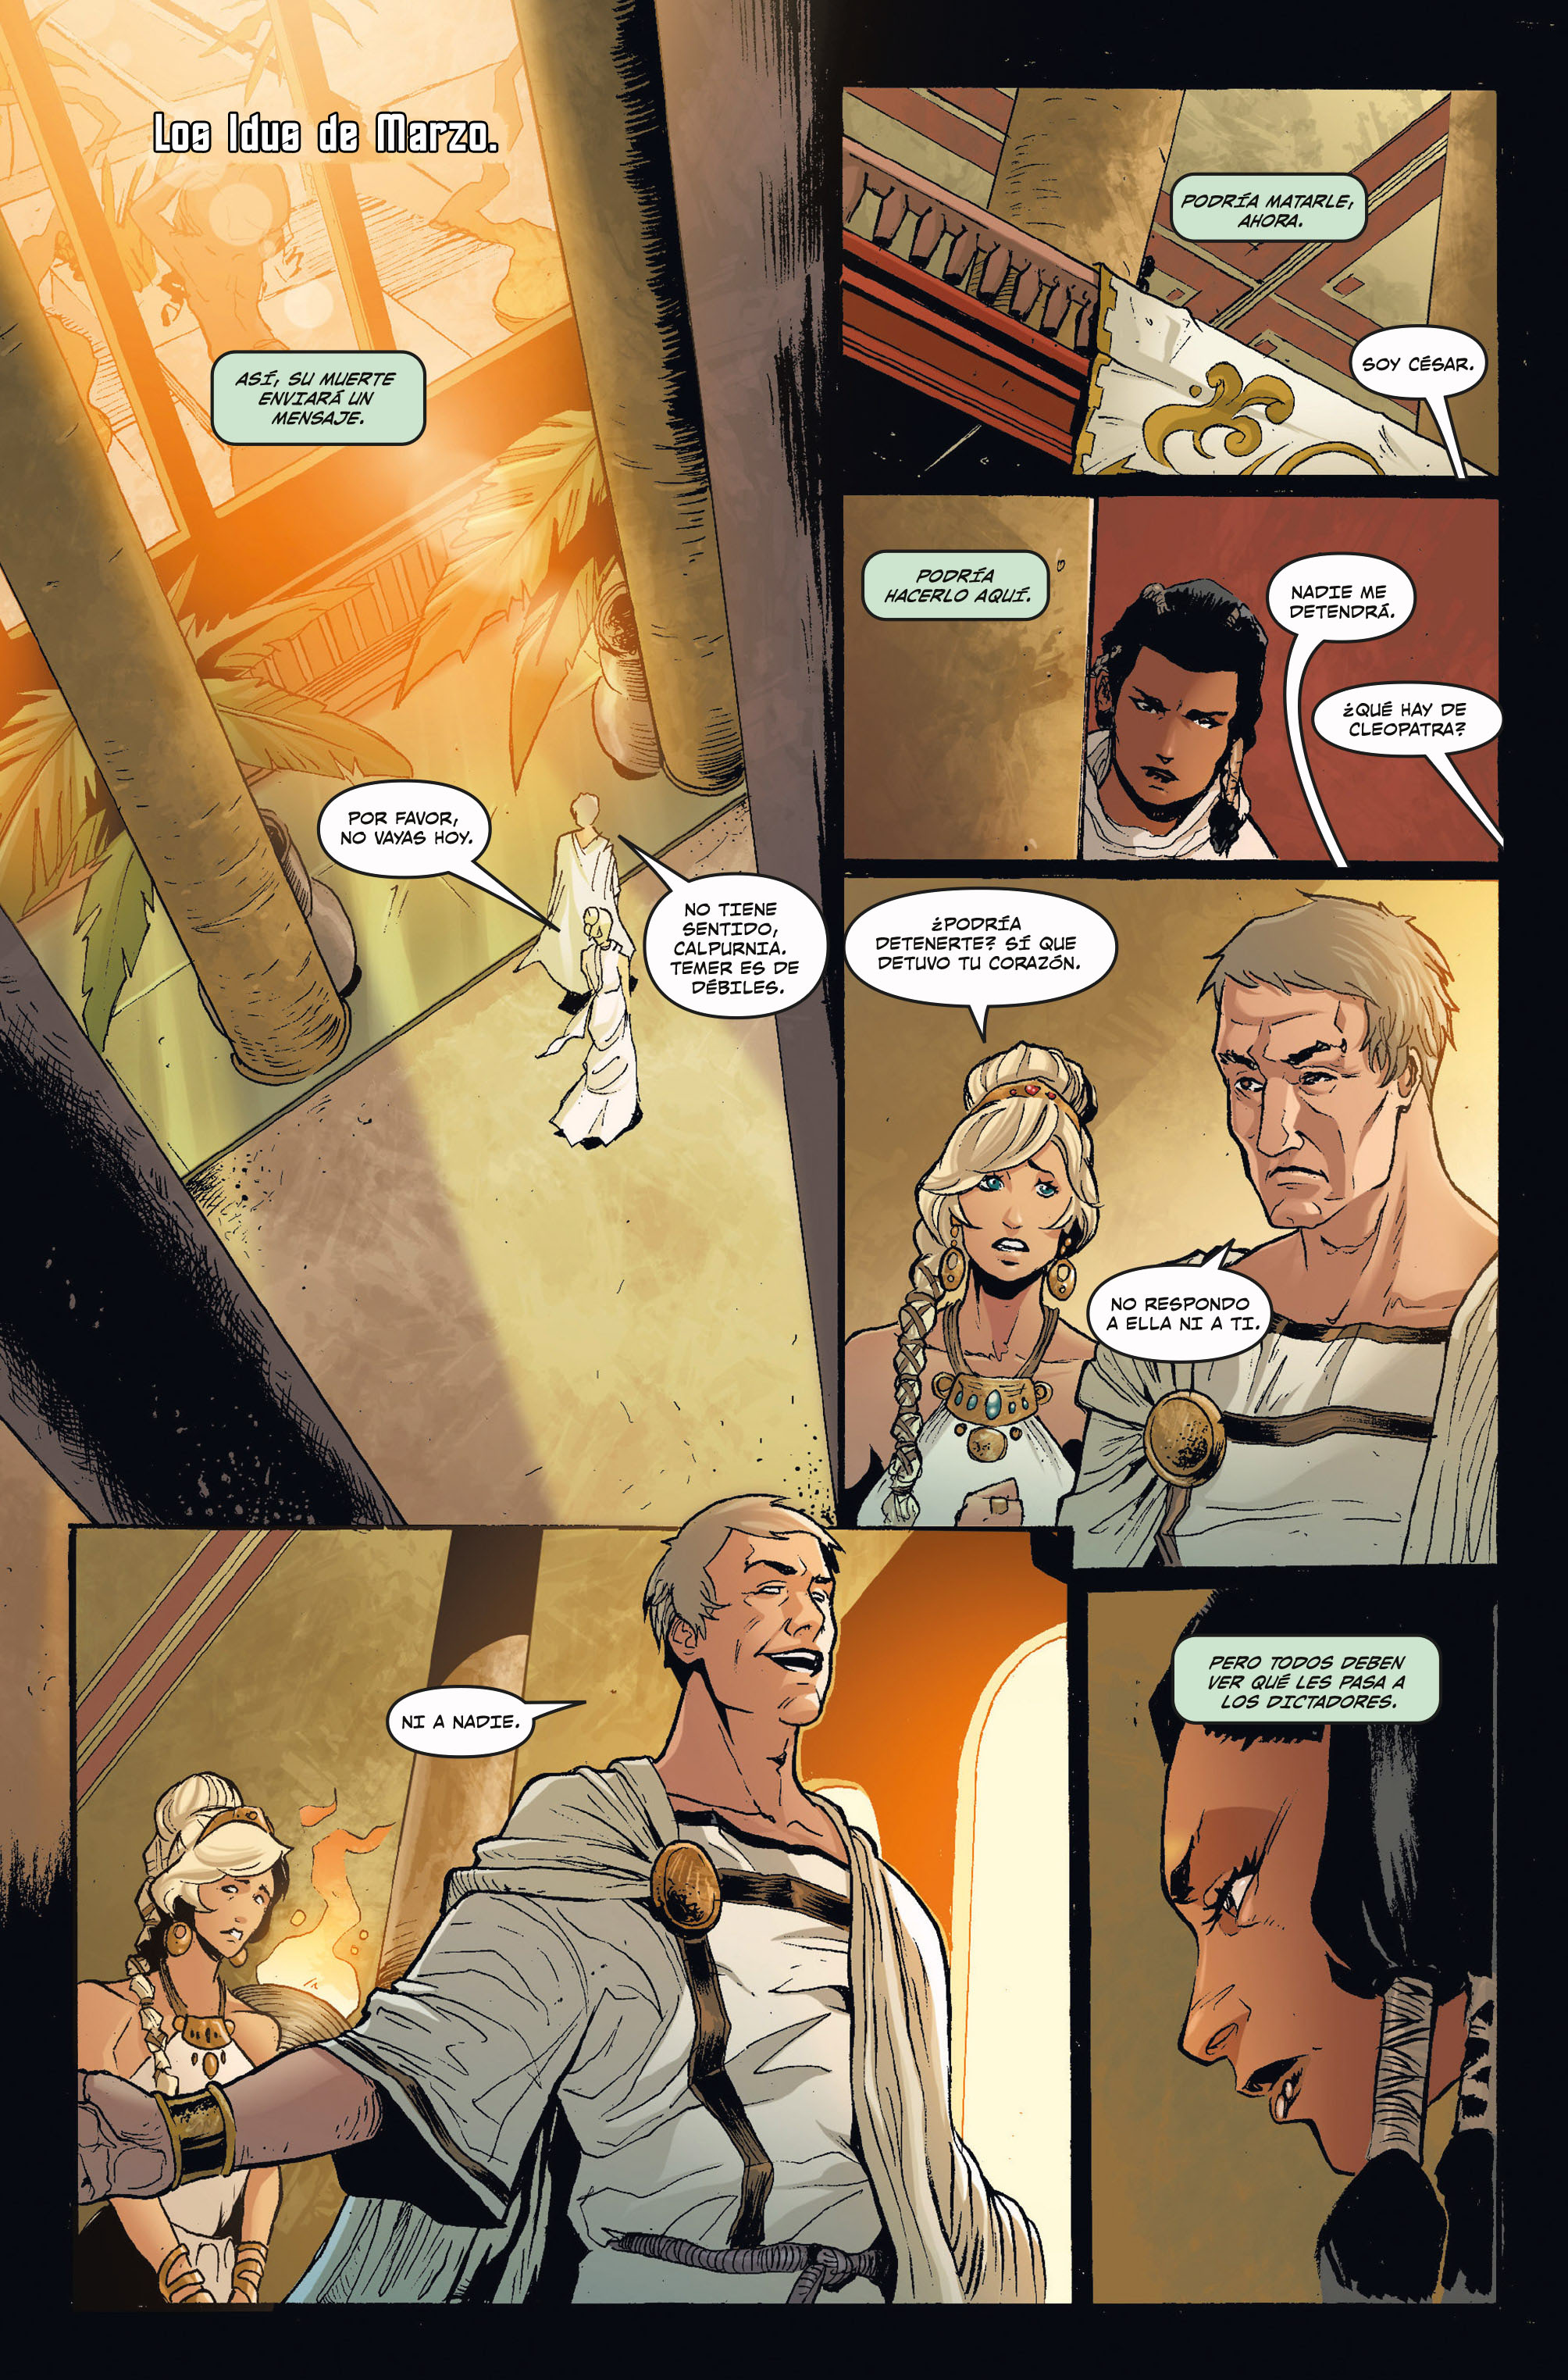 Los Idus de Marzo.
ASÍ, SU MUERTE
ENVIARÁ UN
MENSAJE.
POR FAVOR,
NO VAYAS HOY.
NO TIENE
SENTIDO,
CALPURNIA.
TEMER ES DE
DÉBILES.
PODRÍA MATARLE,
AHORA.
SOY CÉSAR.
PODRÍA
HACERLO AQUÍ.
NADIE ME
DETENDRÁ.
¿QUÉ HAY DE
CLEOPATRA?
¿PODRÍA
DETENERTE? SÍ QUE
DETUVO TU CORAZÓN.
NO RESPONDO
A ELLA NI A TI.
NI A NADIE.
PERO TODOS DEBEN
VER QUÉ LES PASA A
LOS DICTADORES.